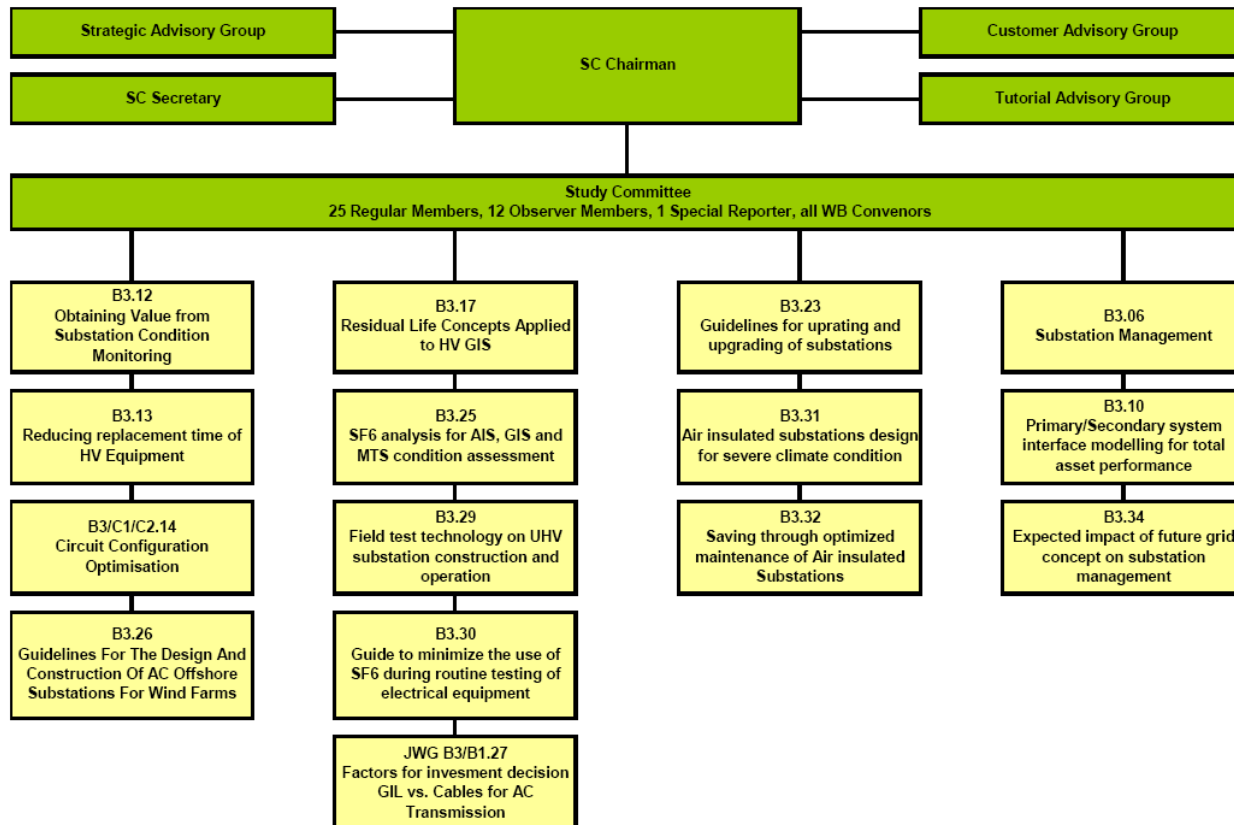 Strategic Advisory Group
SC Chairman
Customer Advisory Group
SC Secretary
Tutorial Advisory Group
Study Committee
25 Regular Members, 12 Observer Members, 1 Special Reporter, all WB Convenors
B3.12
Obtaining Value from
Substation Condition
Monitoring
B3.13
Reducing replacement time of
HV Equipment
B3/C1/C2.14
Circuit Configuration
Optimisation
B3.26
Guidelines For The Design And
Construction Of AC Offshore
Substations For Wind Farms
B3.17
Residual Life Concepts Applied
to HV GIS
B3.25
SF6 analysis for AIS, GIS and
MTS condition assessment
B3.29
Field test technology on UHV
substation construction and
operation
B3.30
Guide to minimize the use of
SF6 during routine testing of
electrical equipment
JWG B3/B1.27
Factors for invesment decision
GIL vs. Cables for AC
Transmission
B3.23
Guidelines for uprating and
upgrading of substations
B3.31
Air insulated substations design
for severe climate condition
B3.32
Saving through optimized
maintenance of Air insulated
Substations
B3.06
Substation Management
B3.10
Primary/Secondary system
interface modelling for total
asset performance
B3.34
Expected impact of future grid
concept on substation
management